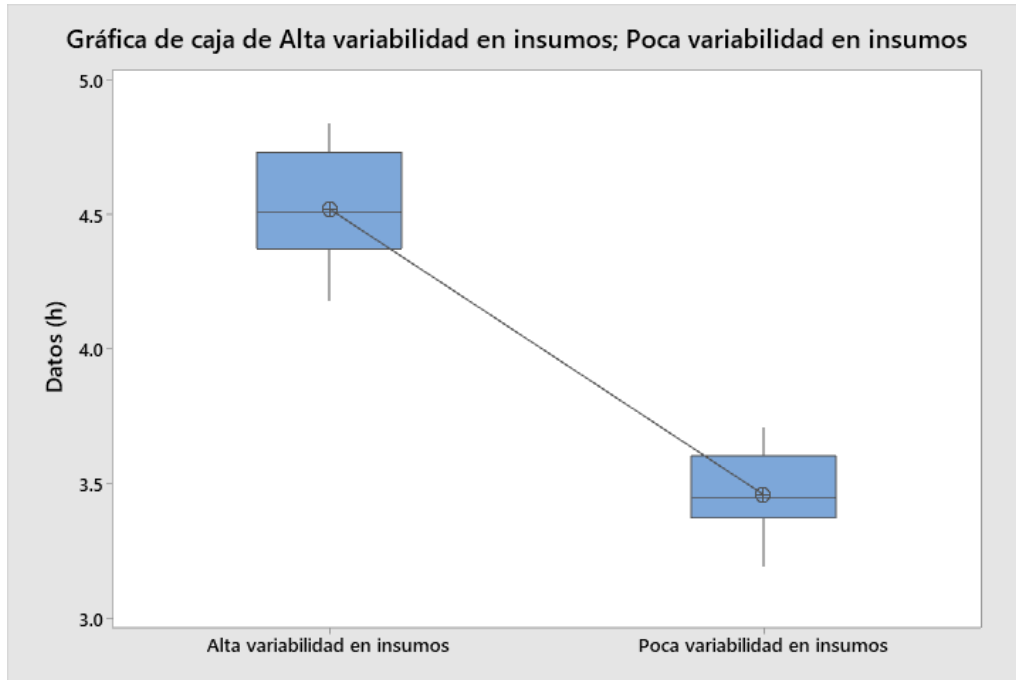 Gráfica de caja de Alta variabilidad en insumos; Poca variabilidad en insumos
5.0
4.5
4.0
3.5
3.0
Datos (h)
Alta variabilidad en insumos
Poca variabilidad en insumos